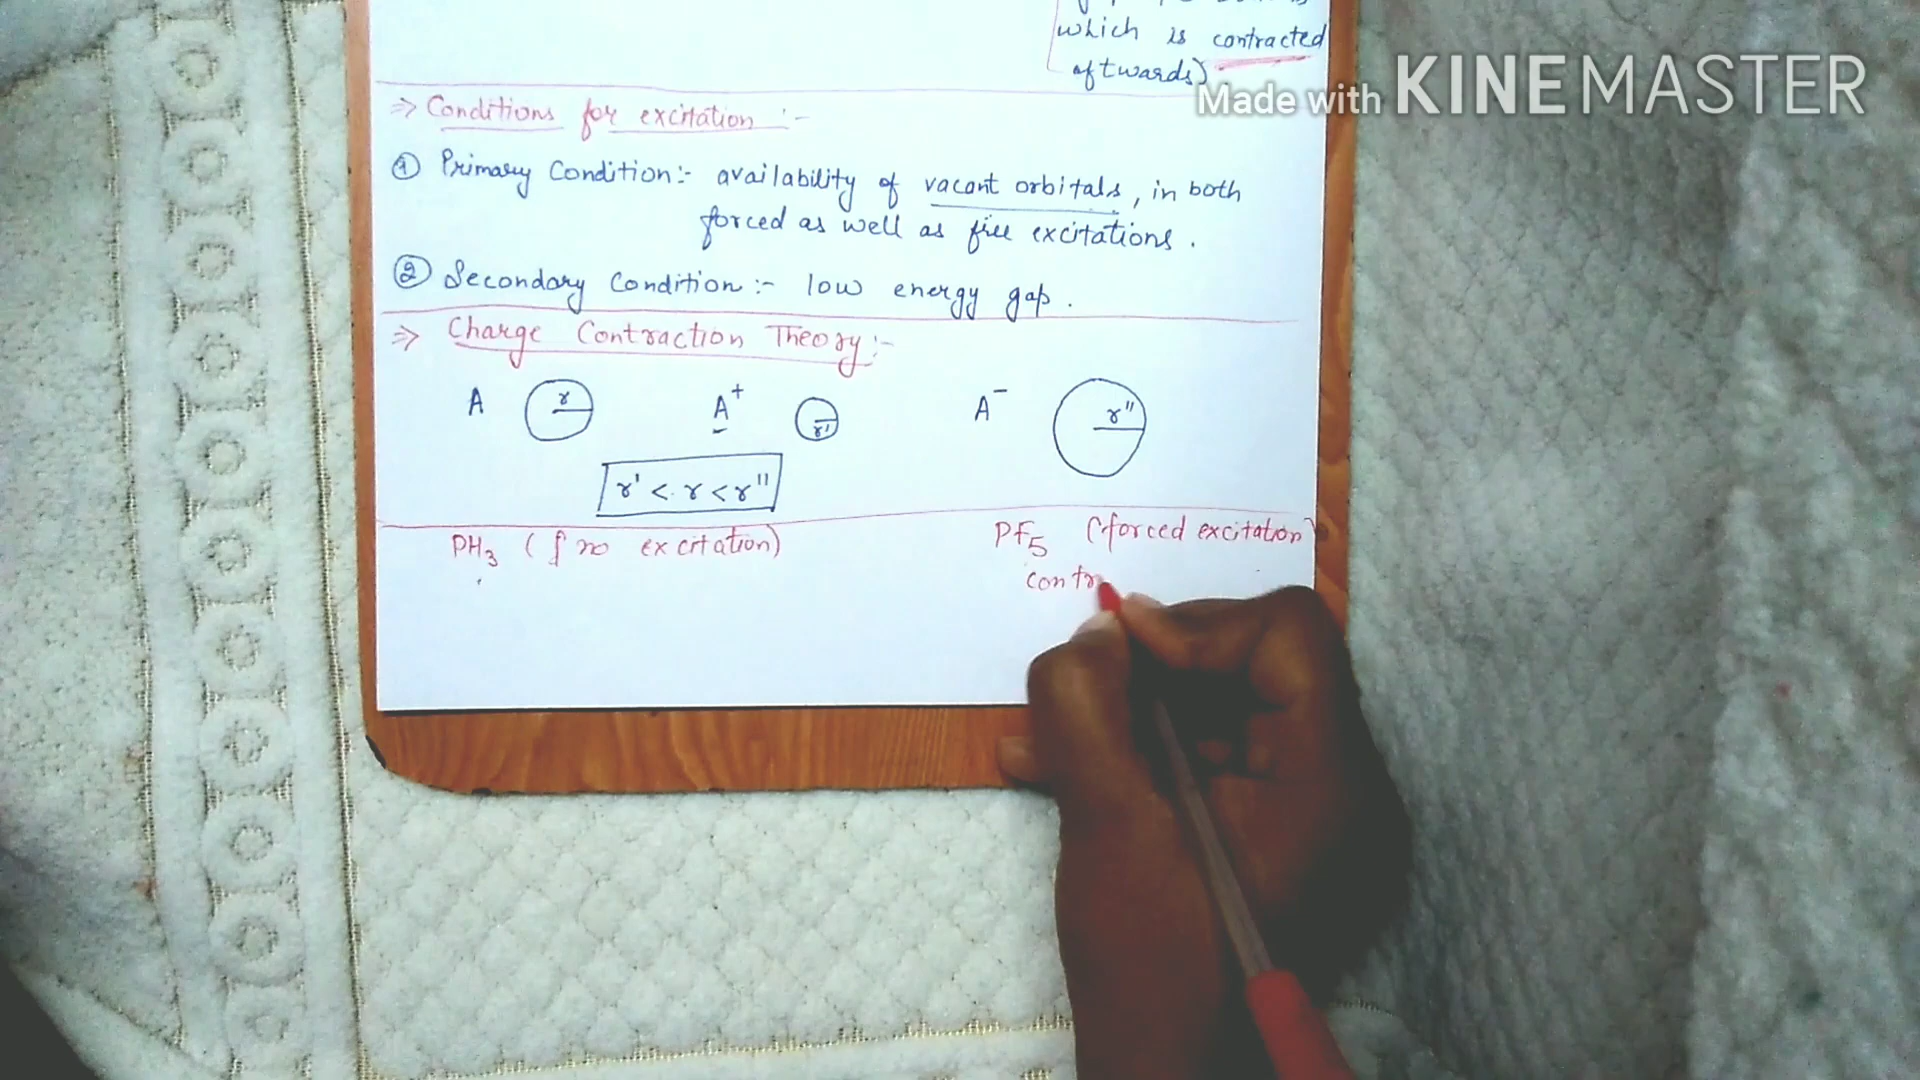 which is contracted
aftwards)
Made with KINEMASTER
⇒ Conditions for excitation :-
① Primary Condition:- availability of vacant orbitals, in both
forced as well as free excitations.
② Secondary Condition:- low energy gap.
⇒ Charge Contraction Theory:-
A r A⁺ r' A⁻ r''
r' < r < r''
PH₃ ( no excitation) PF₅ (forced excitation)
contr